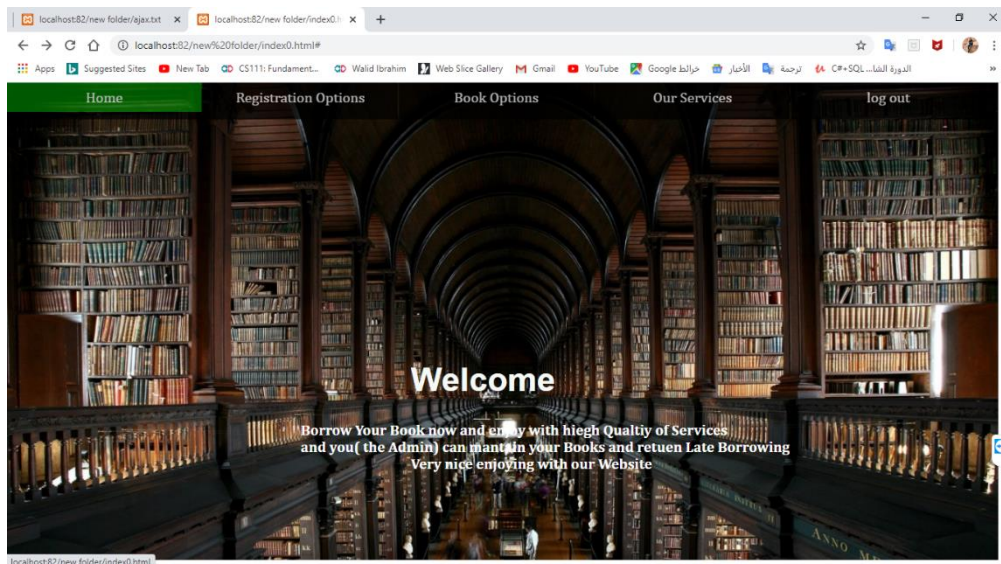 localhost:82/new folder/ajax.txt
localhost:82/new folder/index0.h
localhost:82/new%20folder/index0.html#
Apps Suggested Sites New Tab CS111: Fundament... Walid Ibrahim Web Slice Gallery Gmail YouTube خرائط Google الأخبار ترجمة C#+SQL الدورة الشا...
Home Registration Options Book Options Our Services log out
Welcome
Borrow Your Book now and enjoy with hiegh Qualtiy of Services
and you( the Admin) can mantain your Books and retuen Late Borrowing
Very nice enjoying with our Website
ANNO
localhost:82/new folder/index0.html